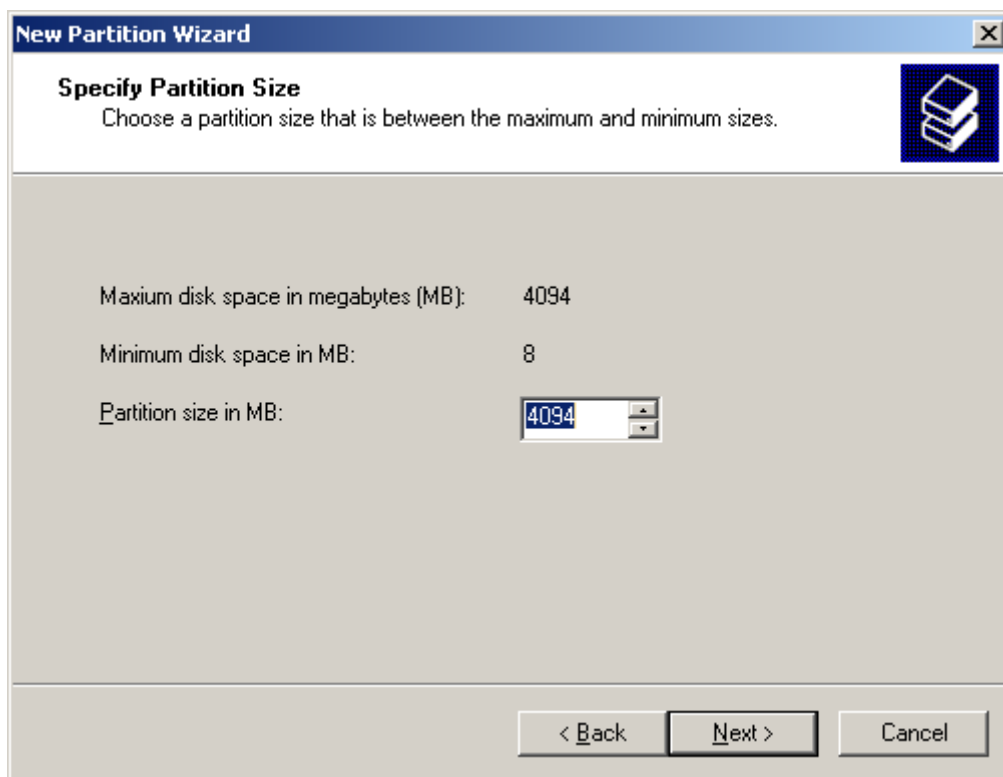 New Partition Wizard
Specify Partition Size
Choose a partition size that is between the maximum and minimum sizes.
Maxium disk space in megabytes (MB): 4094
Minimum disk space in MB: 8
Partition size in MB: 4094
< Back Next > Cancel